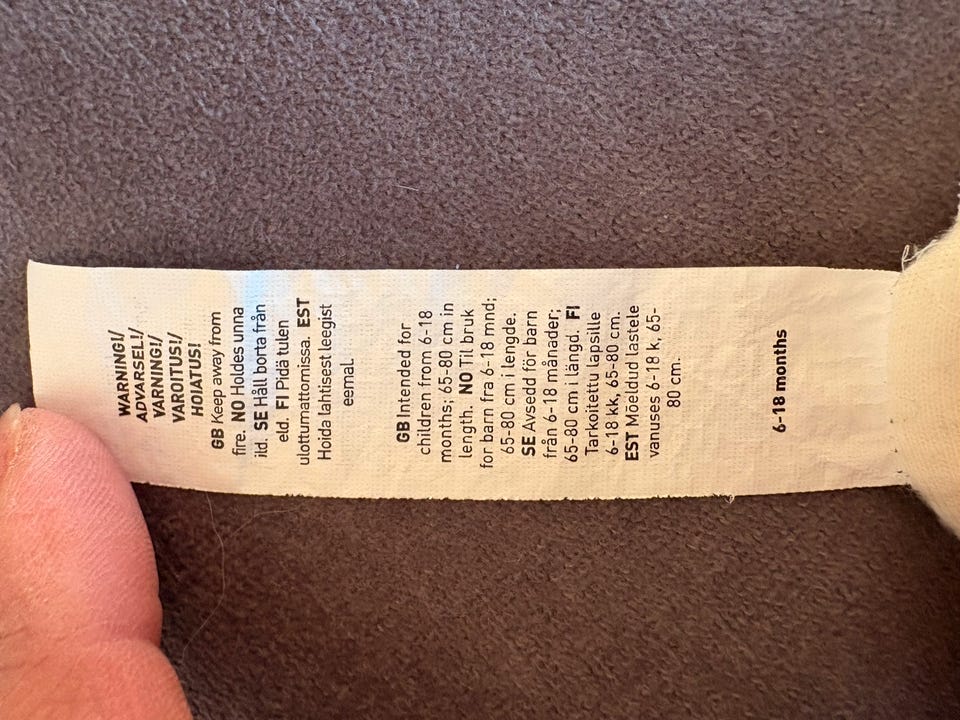 WARNING!/
ADVARSEL!/
VARNING!/
VAROITUS!/
HOIATUS!
GB Keep away from
fire. NO Holdes unna
ild. SE Håll borta från
eld. FI Pidä tulen
ulottumattomissa. EST
Hoida lahtisest leegist
eemal.
GB Intended for
children from 6-18
months; 65-80 cm in
length. NO Til bruk
for barn fra 6-18 mnd;
65-80 cm i lengde.
SE Avsedd för barn
från 6-18 månader;
65-80 cm i längd. FI
Tarkoitettu lapsille
6-18 kk, 65-80 cm.
EST Mõeldud lastele
vanuses 6-18 k, 65-
80 cm.
6-18 months